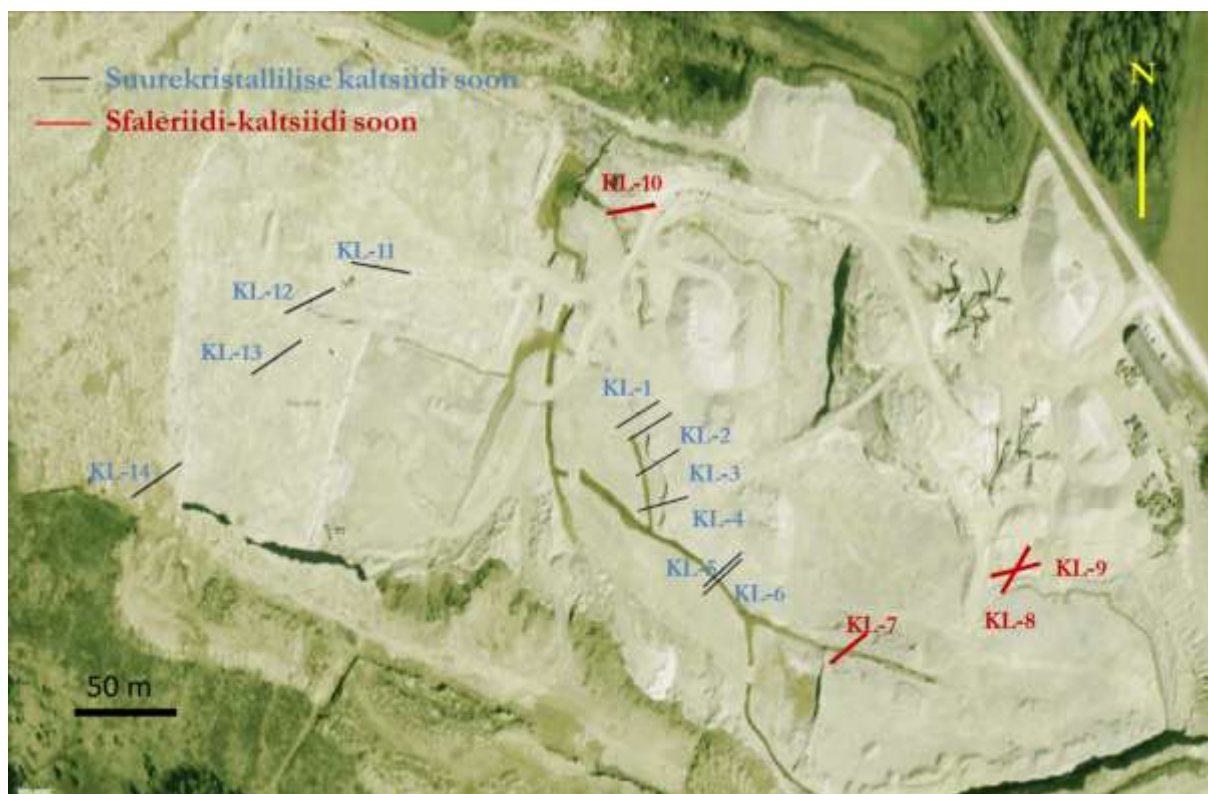 Suurekristallilise kaltsiidi soon
Sfaleriidi-kaltsiidi soon
N
KL-10
KL-11
KL-12
KL-13
KL-1
KL-2
KL-3
KL-14
KL-4
KL-5
KL-6
KL-9
KL-8
KL-7
50 m